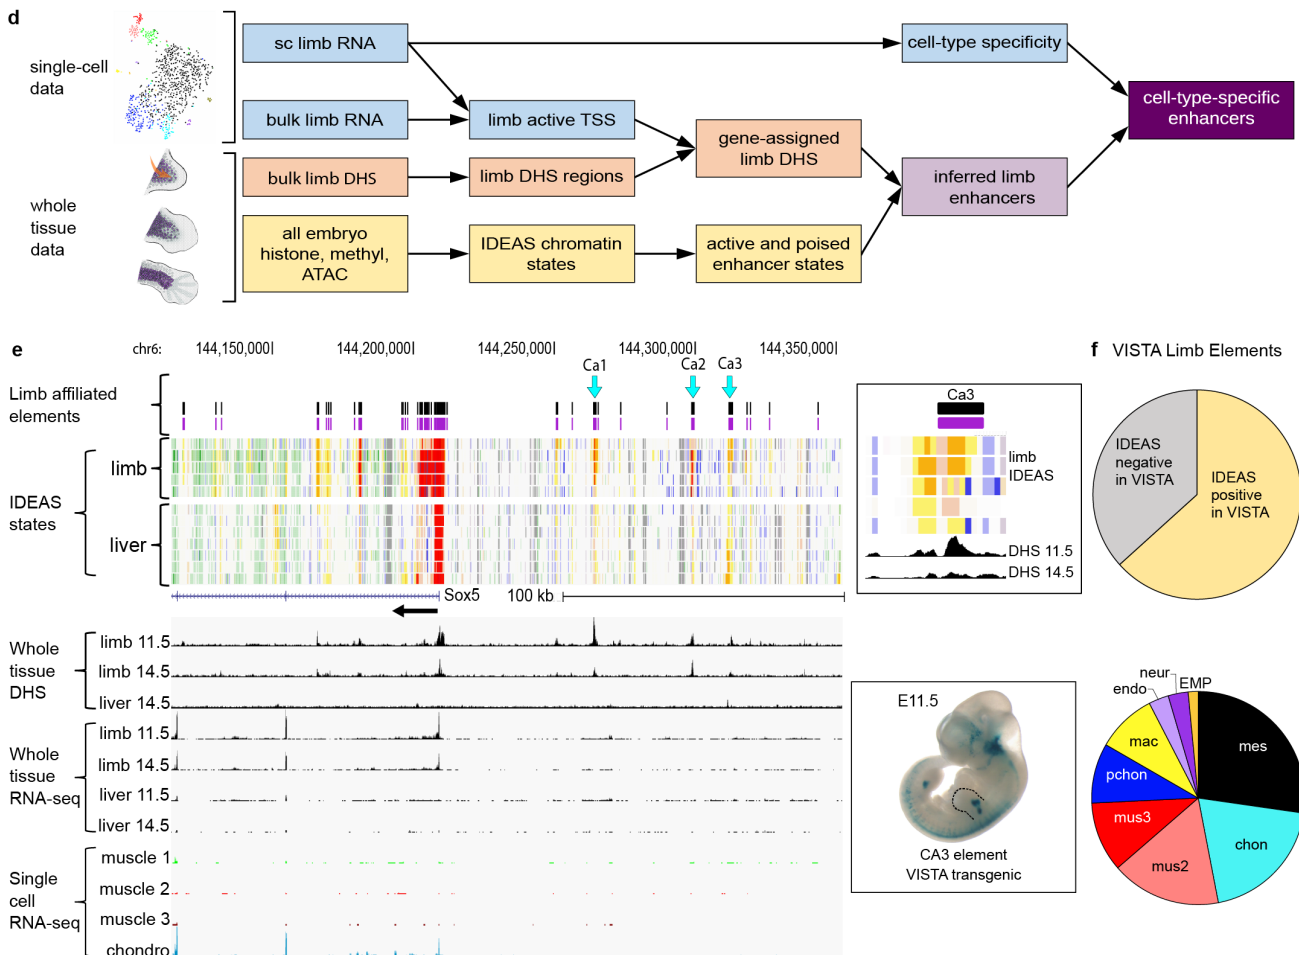 d
single-cell
data
whole
tissue
data
sc limb RNA
bulk limb RNA
bulk limb DHS
all embryo
histone, methyl,
ATAC
limb active TSS
limb DHS regions
IDEAS chromatin
states
gene-assigned
limb DHS
active and poised
enhancer states
cell-type specificity
inferred limb
enhancers
cell-type-specific
enhancers
e
chr6:
144,150,000
144,200,000
144,250,000
144,300,000
144,350,000
Ca1
Ca2
Ca3
Limb affiliated
elements
IDEAS
states
limb
liver
Sox5
100 kb
Whole
tissue
DHS
limb 11.5
limb 14.5
liver 14.5
Whole
tissue
RNA-seq
limb 11.5
limb 14.5
liver 11.5
liver 14.5
Single
cell
RNA-seq
muscle 1
muscle 2
muscle 3
chondro
Ca3
limb
IDEAS
DHS 11.5
DHS 14.5
E11.5
CA3 element
VISTA transgenic
f
VISTA Limb Elements
IDEAS
negative
in VISTA
IDEAS
positive
in VISTA
neur
EMP
endo
mac
mes
pchon
mus3
mus2
chon